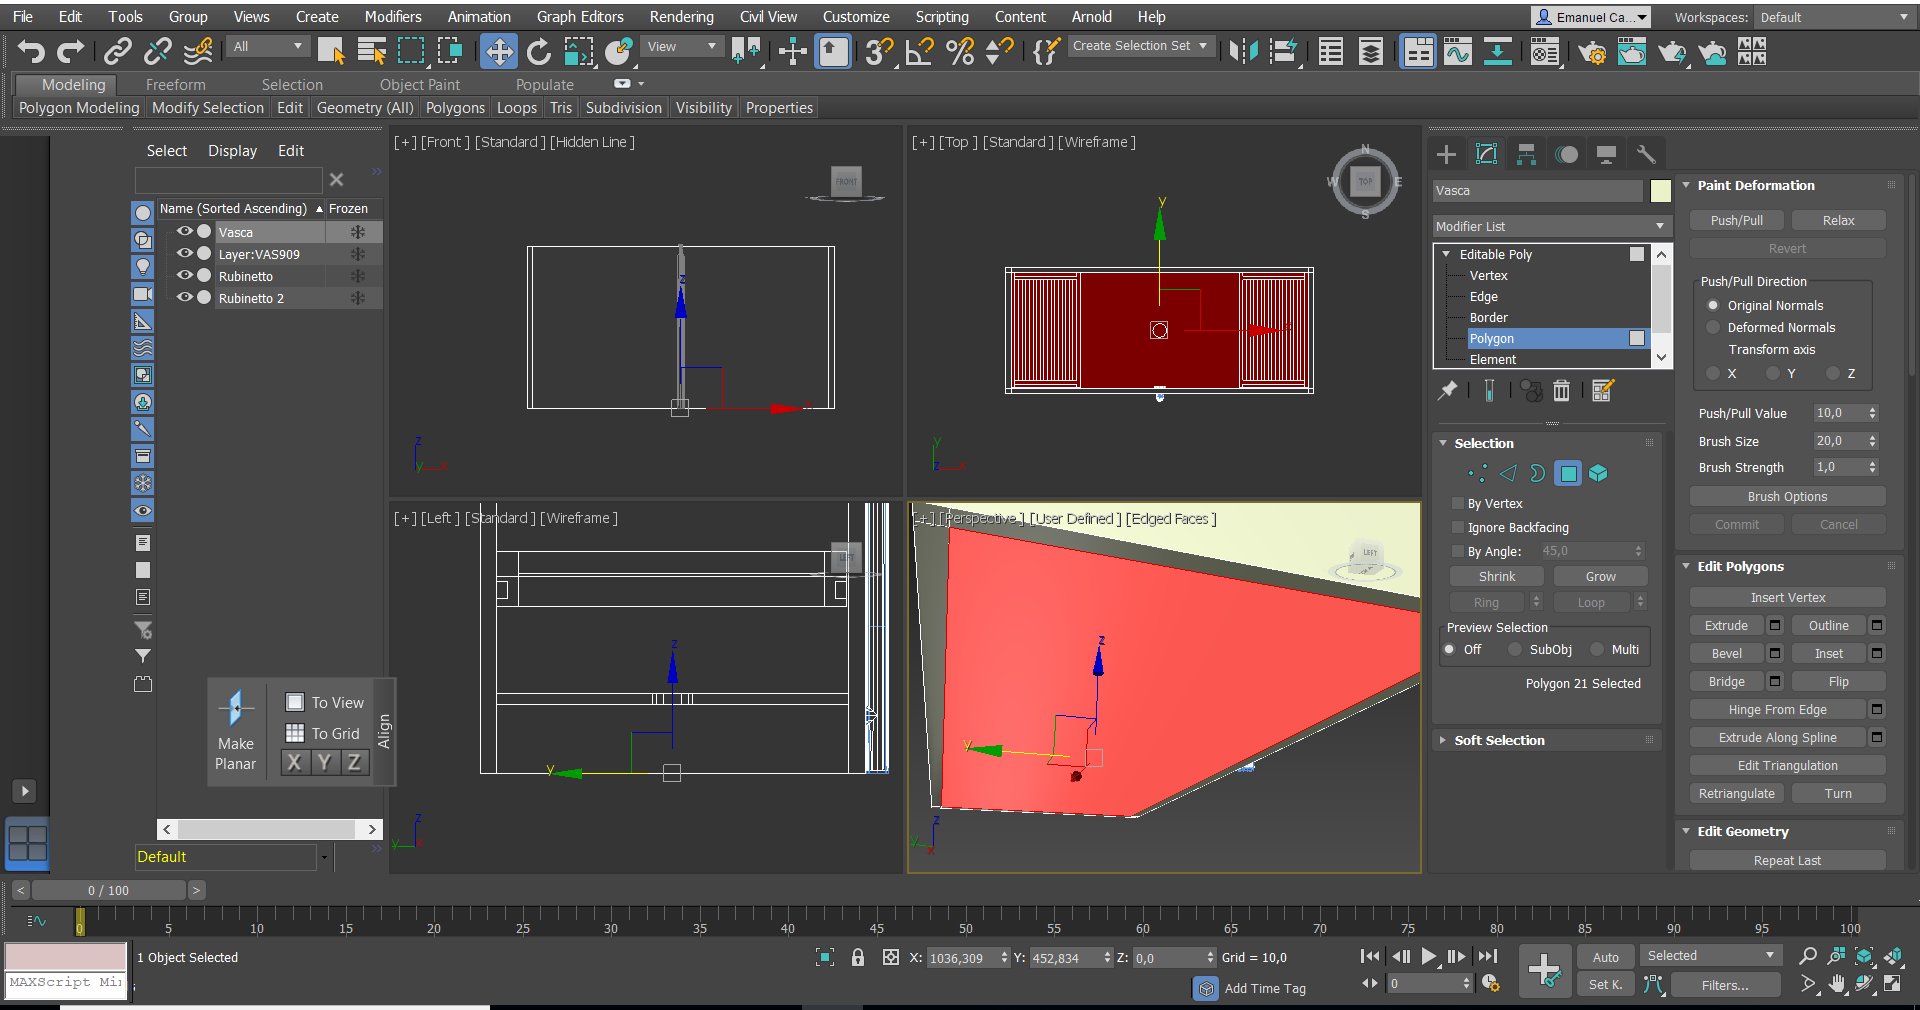 File Edit Tools Group Views Create Modifiers Animation Graph Editors Rendering Civil View Customize Scripting Content Arnold Help
Emanuel Ca... Workspaces: Default
All View Create Selection Set
Modeling Freeform Selection Object Paint Populate
Polygon Modeling Modify Selection Edit Geometry (All) Polygons Loops Tris Subdivision Visibility Properties
Select Display Edit
Name (Sorted Ascending) Frozen
Vasca
Layer:VAS909
Rubinetto
Rubinetto 2
Make Planar
To View
To Grid
X Y Z
Align
Default
[+] [Front ] [Standard ] [Hidden Line ]
FRONT
z
x
z
y x
[+] [Top ] [Standard ] [Wireframe ]
N
W TOP E
S
y
y
z x
[+] [Left ] [Standard ] [Wireframe ]
LEFT
z
y
z
y x
[+] [Perspective ] [User Defined ] [Edged Faces ]
LEFT
z
y
z
y x
Vasca
Modifier List
Editable Poly
Vertex
Edge
Border
Polygon
Element
Selection
By Vertex
Ignore Backfacing
By Angle: 45,0
Shrink Grow
Ring Loop
Preview Selection
Off SubObj Multi
Polygon 21 Selected
Soft Selection
Paint Deformation
Push/Pull Relax
Revert
Push/Pull Direction
Original Normals
Deformed Normals
Transform axis
X Y Z
Push/Pull Value 10,0
Brush Size 20,0
Brush Strength 1,0
Brush Options
Commit Cancel
Edit Polygons
Insert Vertex
Extrude Outline
Bevel Inset
Bridge Flip
Hinge From Edge
Extrude Along Spline
Edit Triangulation
Retriangulate Turn
Edit Geometry
Repeat Last
< 0 / 100 >
0 5 10 15 20 25 30 35 40 45 50 55 60 65 70 75 80 85 90 95 100
MAXScript Mi
1 Object Selected
X: 1036,309 Y: 452,834 Z: 0,0 Grid = 10,0
Add Time Tag
0
Auto Selected
Set K. Filters...